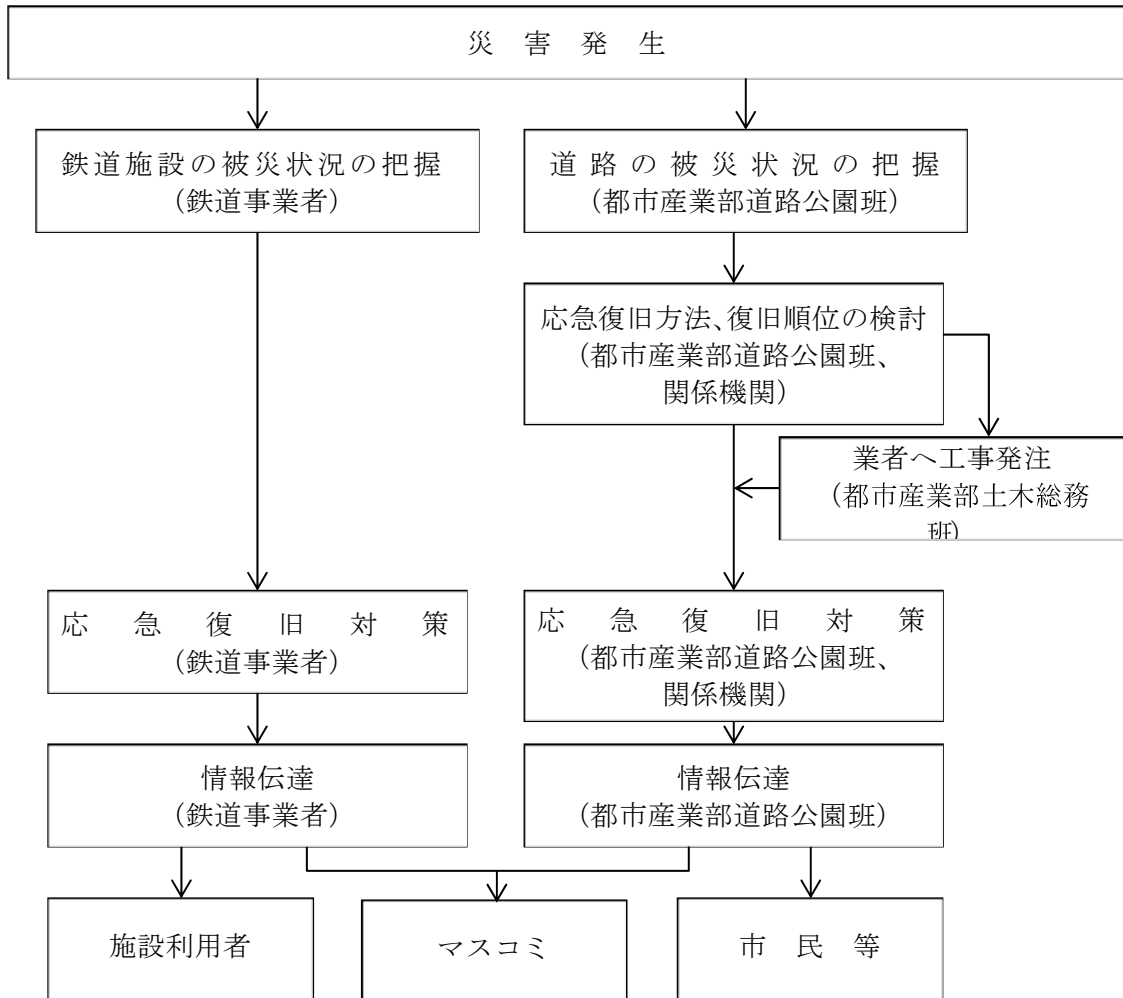 災害発生
鉄道施設の被災状況の把握
（鉄道事業者）
道路の被災状況の把握
（都市産業部道路公園班）
応急復旧方法、復旧順位の検討
（都市産業部道路公園班、
関係機関）
業者へ工事発注
（都市産業部土木総務
班）
応急復旧対策
（鉄道事業者）
応急復旧対策
（都市産業部道路公園班、
関係機関）
情報伝達
（鉄道事業者）
情報伝達
（都市産業部道路公園班）
施設利用者
マスコミ
市民等